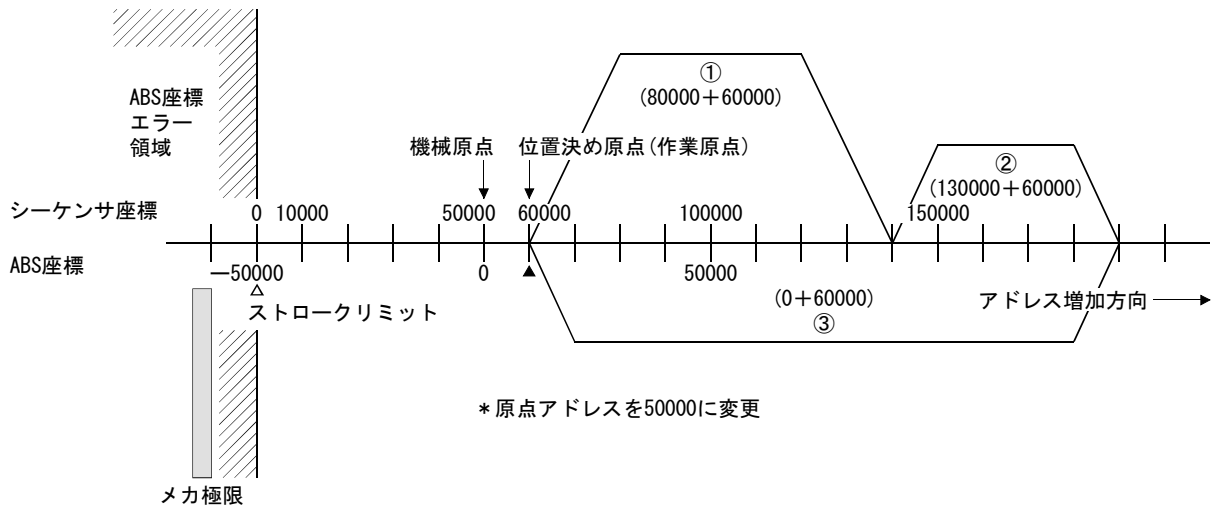 ①
(80000+60000)
ABS座標
エラー
領域
機械原点
位置決め原点(作業原点)
②
(130000+60000)
シーケンサ座標
0 10000 50000 60000 100000 150000
ABS座標
—50000 0 50000
ストロークリミット
(0+60000)
③
アドレス増加方向
*原点アドレスを50000に変更
メカ極限